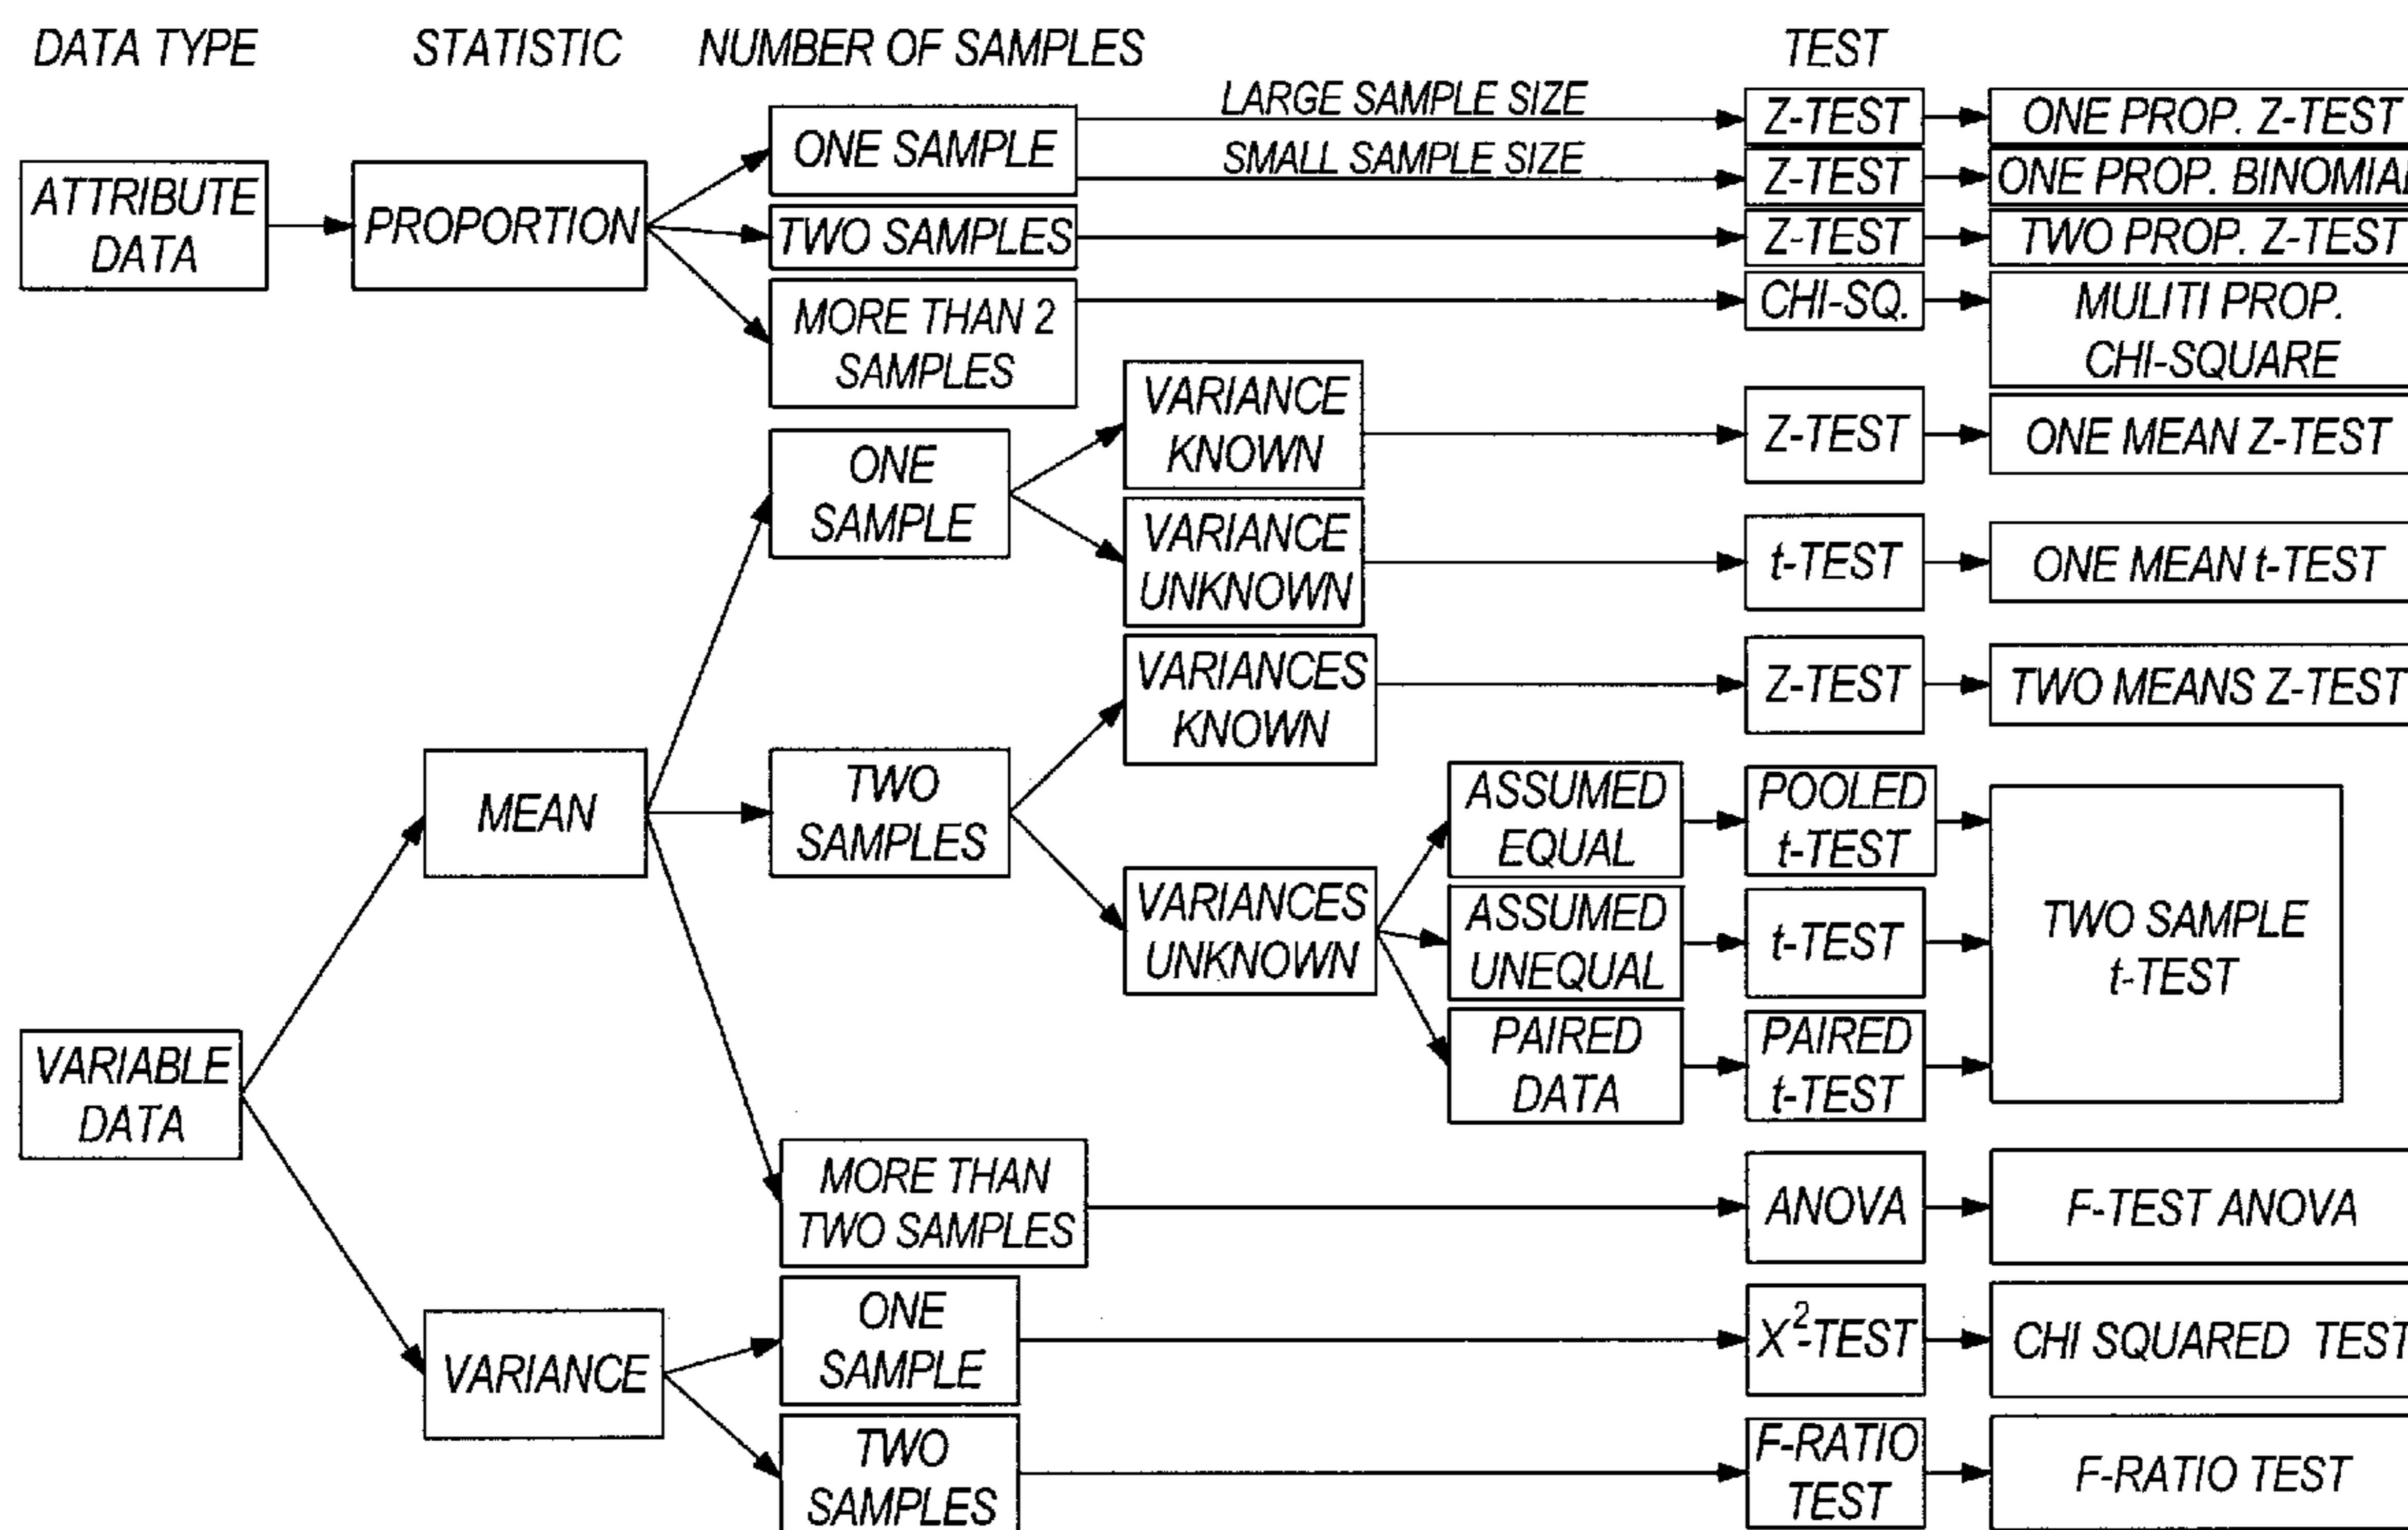 DATA TYPE
STATISTIC
NUMBER OF SAMPLES
TEST
ATTRIBUTE
DATA
PROPORTION
ONE SAMPLE
LARGE SAMPLE SIZE
Z-TEST
ONE PROP. Z-TEST
SMALL SAMPLE SIZE
Z-TEST
ONE PROP. BINOMIAL
TWO SAMPLES
Z-TEST
TWO PROP. Z-TEST
MORE THAN 2
SAMPLES
CHI-SQ.
MULITI PROP.
CHI-SQUARE
VARIABLE
DATA
MEAN
ONE
SAMPLE
VARIANCE
KNOWN
Z-TEST
ONE MEAN Z-TEST
VARIANCE
UNKNOWN
t-TEST
ONE MEAN t-TEST
TWO
SAMPLES
VARIANCES
KNOWN
Z-TEST
TWO MEANS Z-TEST
VARIANCES
UNKNOWN
ASSUMED
EQUAL
POOLED
t-TEST
ASSUMED
UNEQUAL
t-TEST
PAIRED
DATA
PAIRED
t-TEST
TWO SAMPLE
t-TEST
MORE THAN
TWO SAMPLES
ANOVA
F-TEST ANOVA
VARIANCE
ONE
SAMPLE
X²-TEST
CHI SQUARED TEST
TWO
SAMPLES
F-RATIO
TEST
F-RATIO TEST